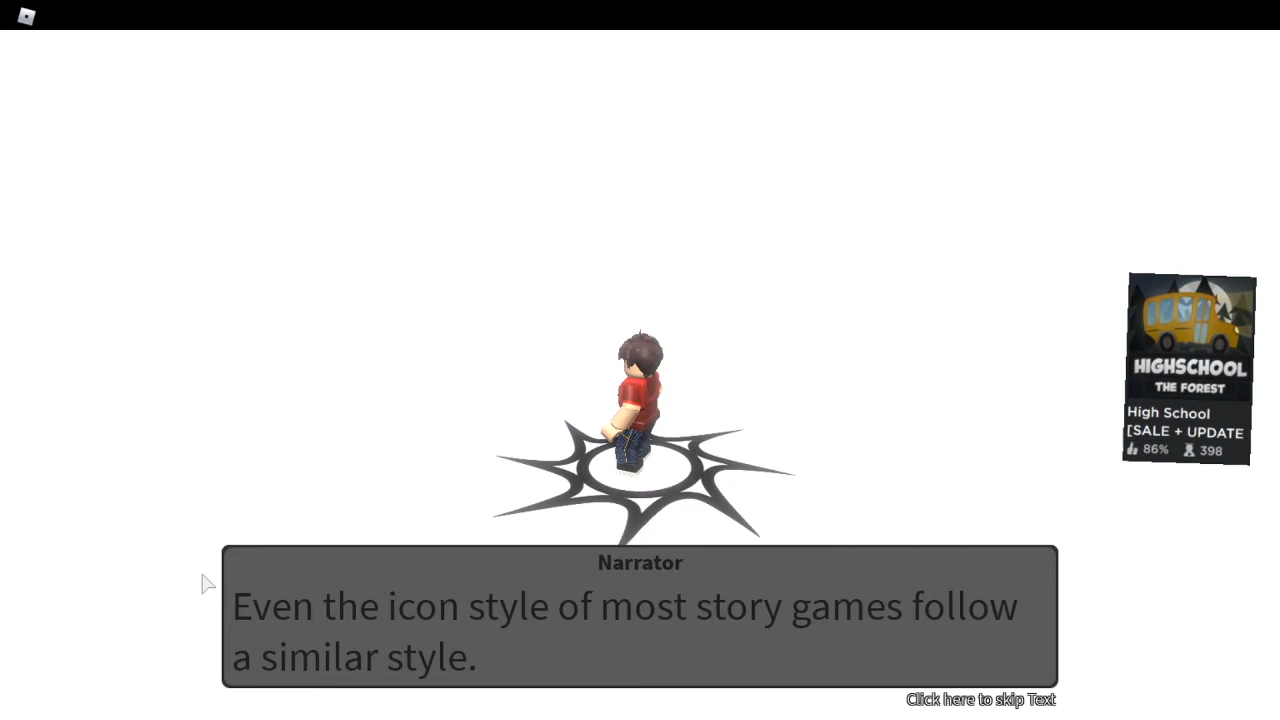 HIGHSCHOOL
THE FOREST
High School
[SALE + UPDATE
86% 398
Narrator
Even the icon style of most story games follow
a similar style.
Click here to skip Text